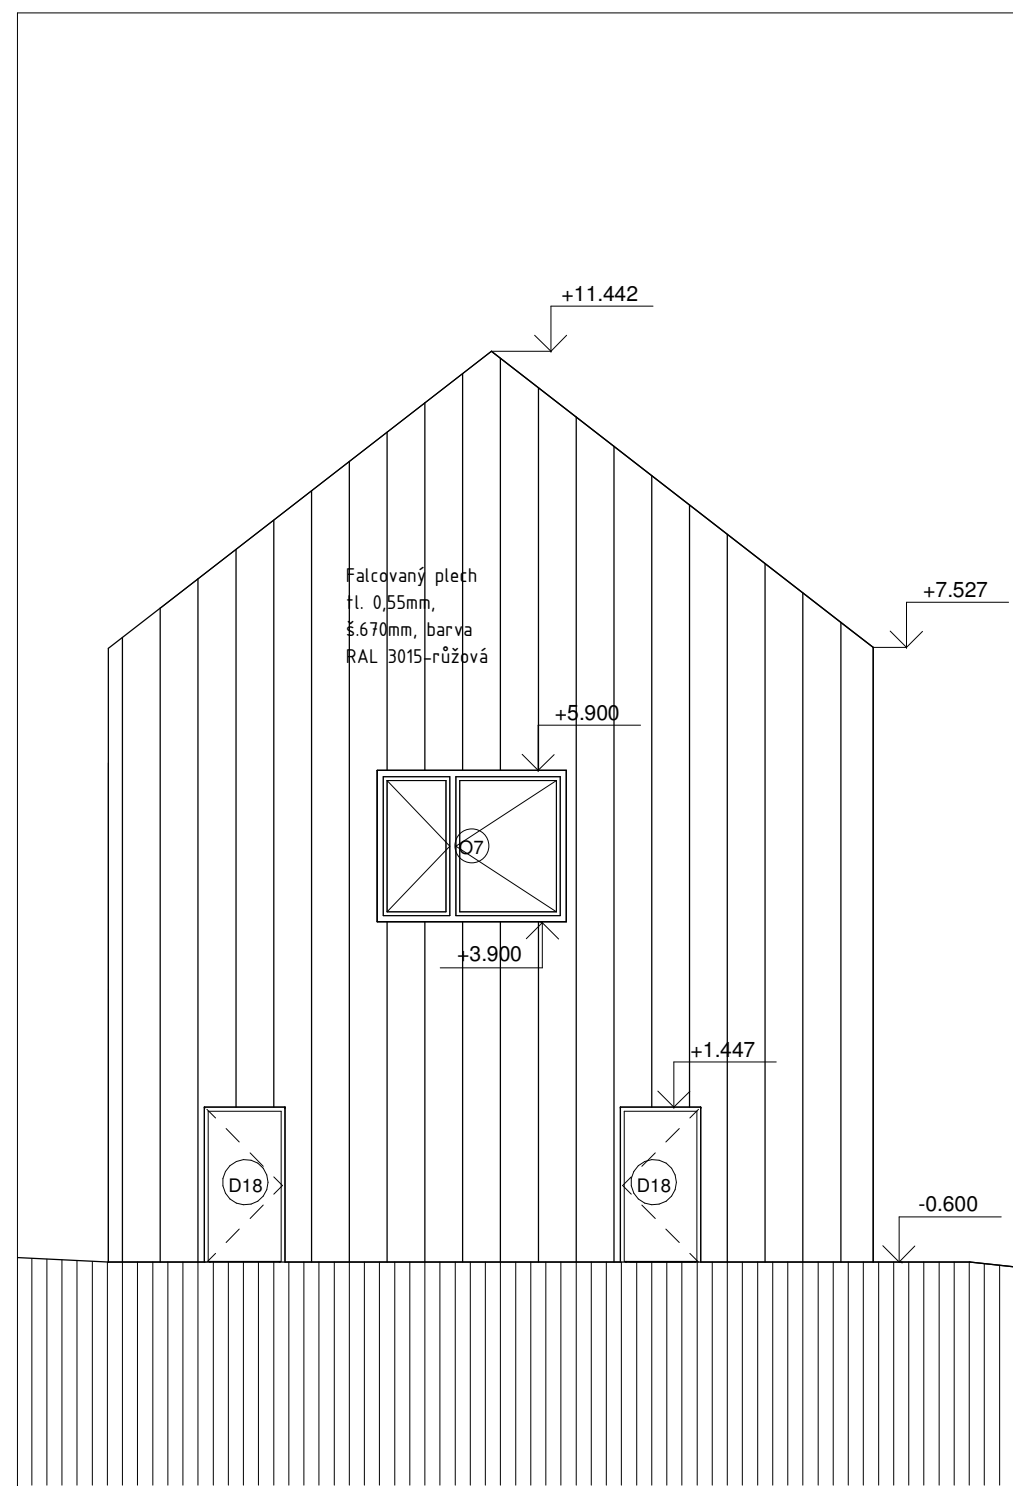 +11.442
Falcovaný plech
tl. 0,55mm,
š.670mm, barva
RAL 3015-růžová
+7.527
+5.900
O7
+3.900
+1.447
D18
D18
-0.600